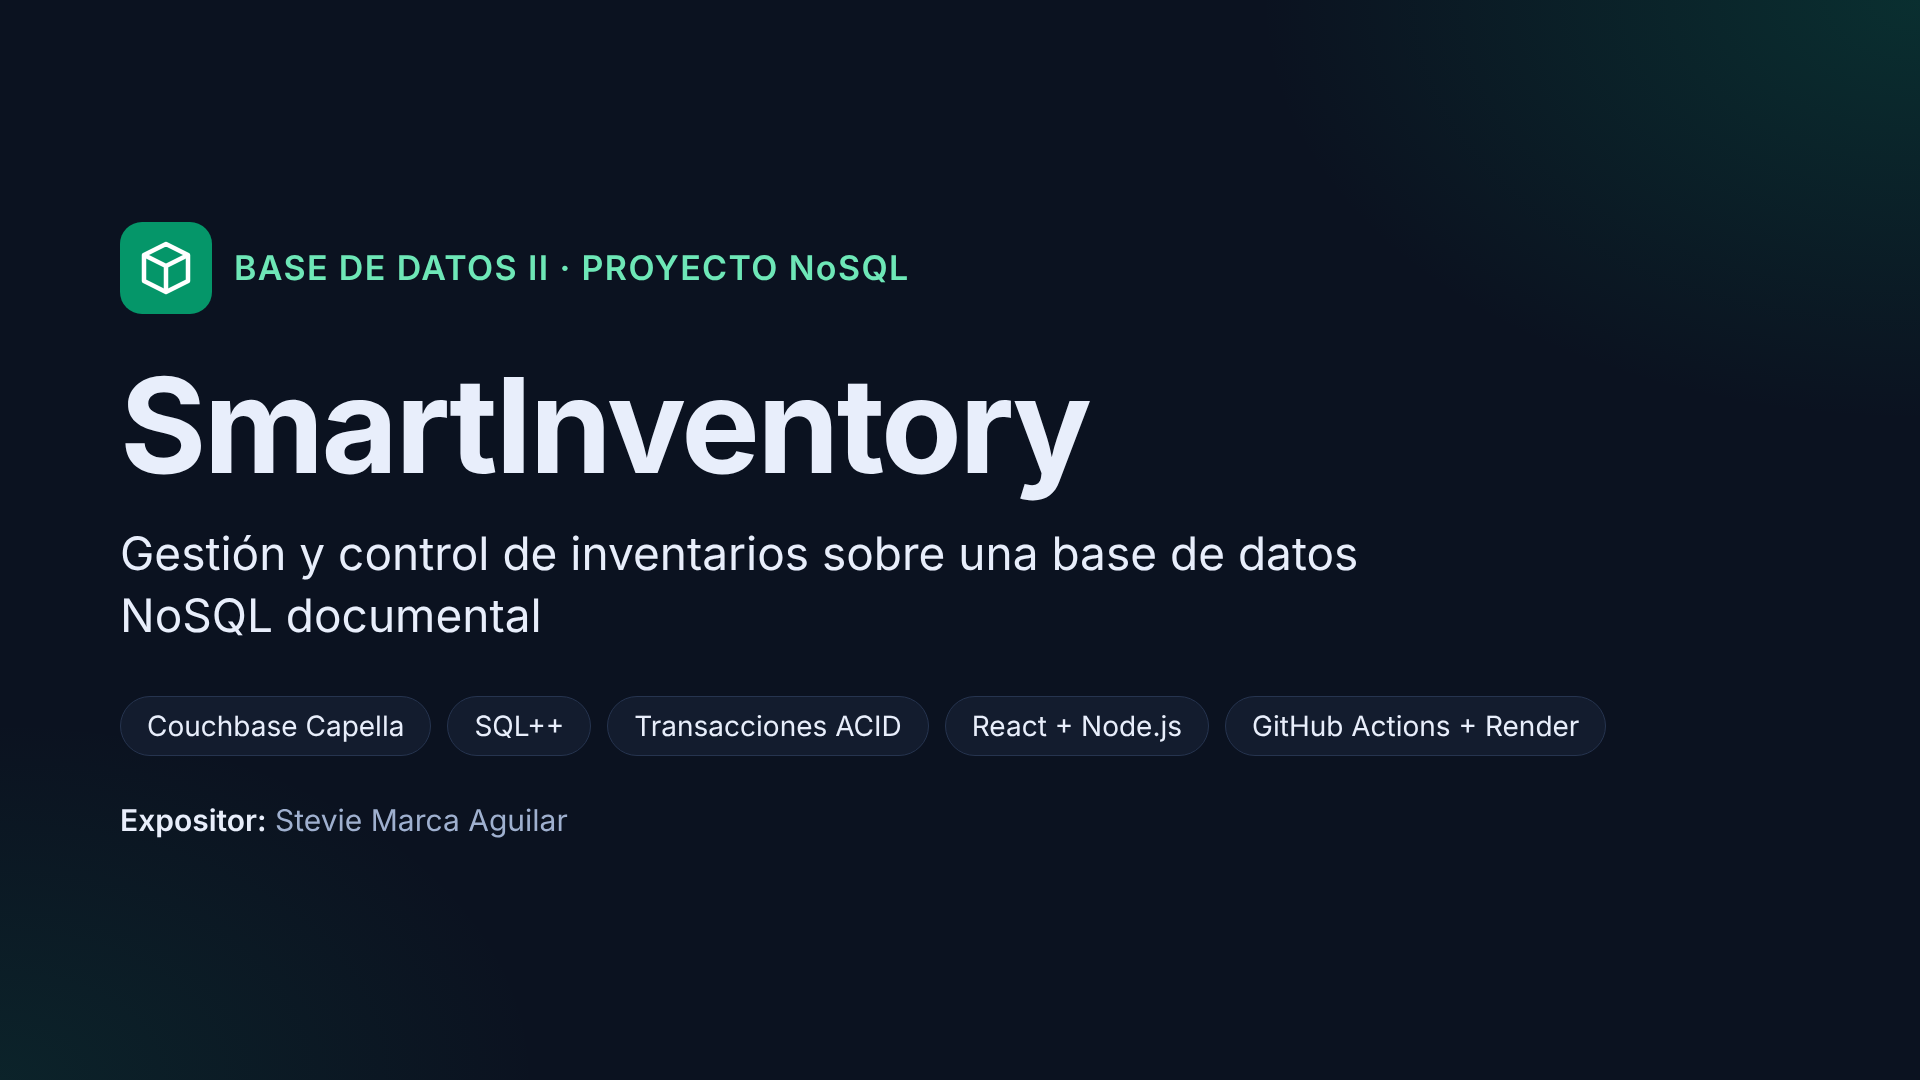 BASE DE DATOS II · PROYECTO NoSQL
SmartInventory
Gestión y control de inventarios sobre una base de datos
NoSQL documental
Couchbase Capella
SQL++
Transacciones ACID
React + Node.js
GitHub Actions + Render
Expositor: Stevie Marca Aguilar